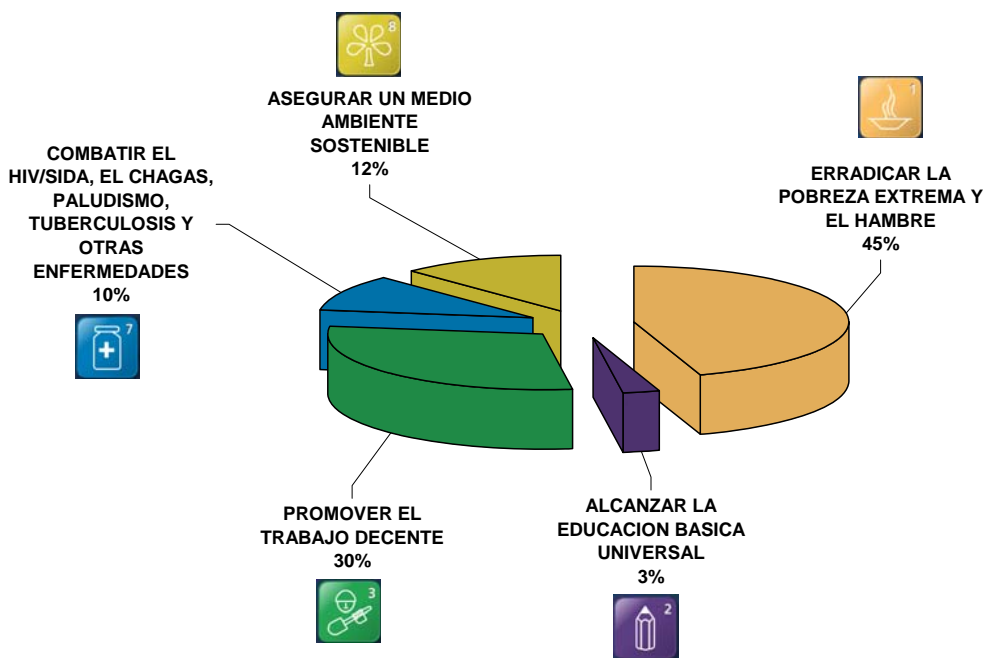 8
ASEGURAR UN MEDIO
AMBIENTE
SOSTENIBLE
12%
1
ERRADICAR LA
POBREZA EXTREMA Y
EL HAMBRE
45%
COMBATIR EL
HIV/SIDA, EL CHAGAS,
PALUDISMO,
TUBERCULOSIS Y
OTRAS
ENFERMEDADES
10%
7
PROMOVER EL
TRABAJO DECENTE
30%
3
ALCANZAR LA
EDUCACION BASICA
UNIVERSAL
3%
2